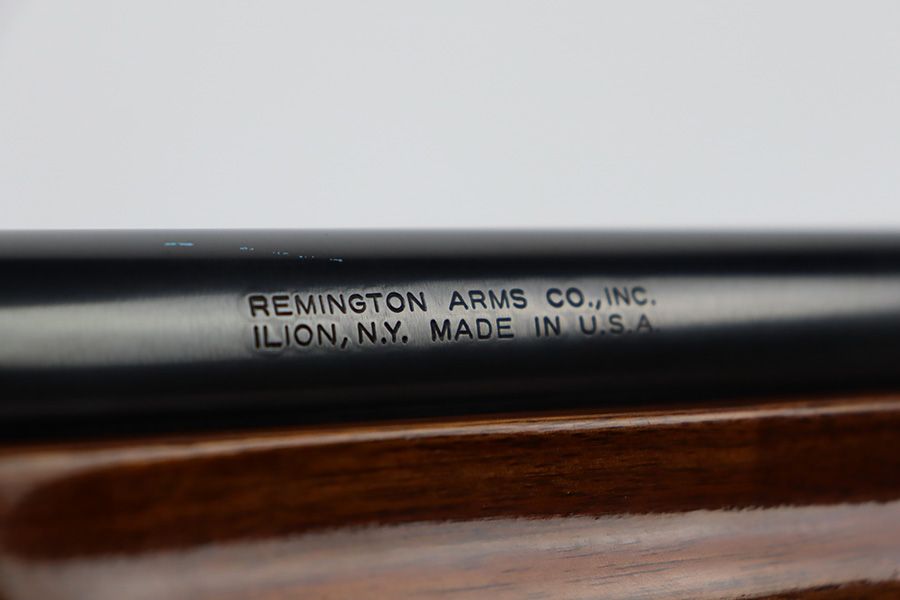 REMINGTON ARMS CO., INC.
ILION, N.Y. MADE IN U.S.A.